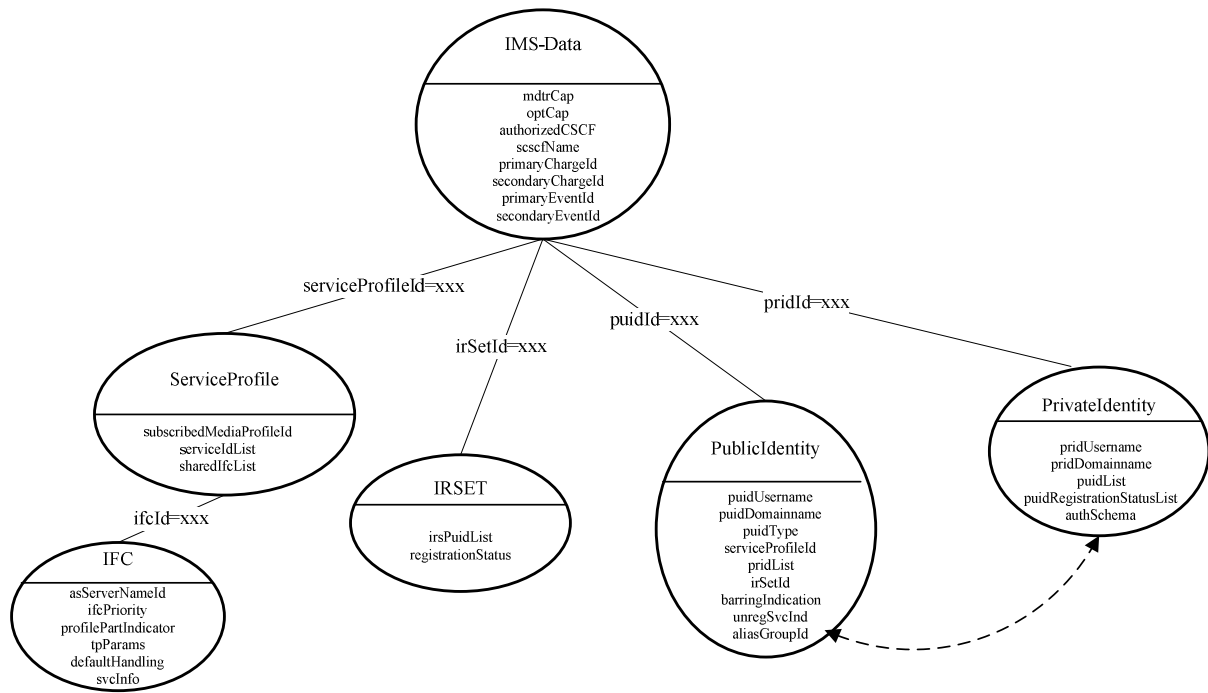 IMS-Data
mdtrCap
optCap
authorizedCSCF
scscfName
primaryChargeId
secondaryChargeId
primaryEventId
secondaryEventId
serviceProfileId=xxx
irSetId=xxx
puidId=xxx
pridId=xxx
ServiceProfile
subscribedMediaProfileId
serviceIdList
sharedIfcList
ifcId=xxx
IFC
asServerNameId
ifcPriority
profilePartIndicator
tpParams
defaultHandling
svcInfo
IRSET
irsPuidList
registrationStatus
PublicIdentity
puidUsername
puidDomainname
puidType
serviceProfileId
pridList
irSetId
barringIndication
unregSvcInd
aliasGroupId
PrivateIdentity
pridUsername
pridDomainname
puidList
puidRegistrationStatusList
authSchema